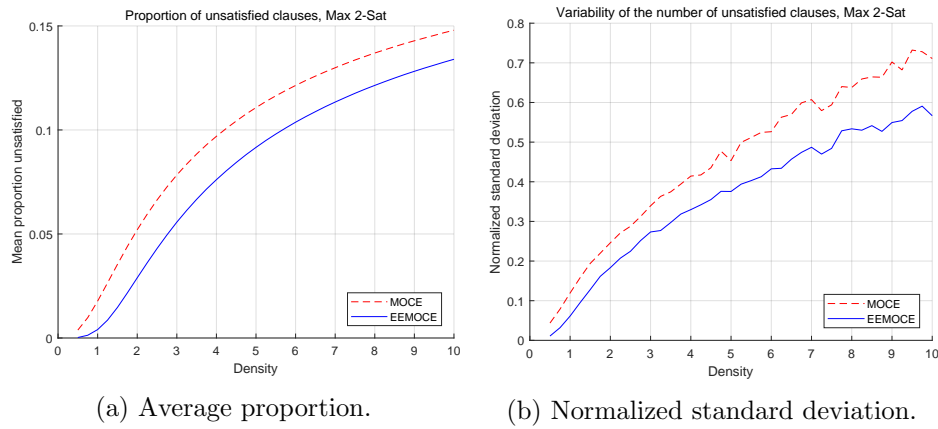 Proportion of unsatisfied clauses, Max 2-Sat
Mean proportion unsatisfied
0.15
0.1
0.05
0
0 1 2 3 4 5 6 7 8 9 10
Density
MOCE
EEMOCE
(a) Average proportion.
Variability of the number of unsatisfied clauses, Max 2-Sat
Normalized standard deviation
0.8
0.7
0.6
0.5
0.4
0.3
0.2
0.1
0
0 1 2 3 4 5 6 7 8 9 10
Density
MOCE
EEMOCE
(b) Normalized standard deviation.